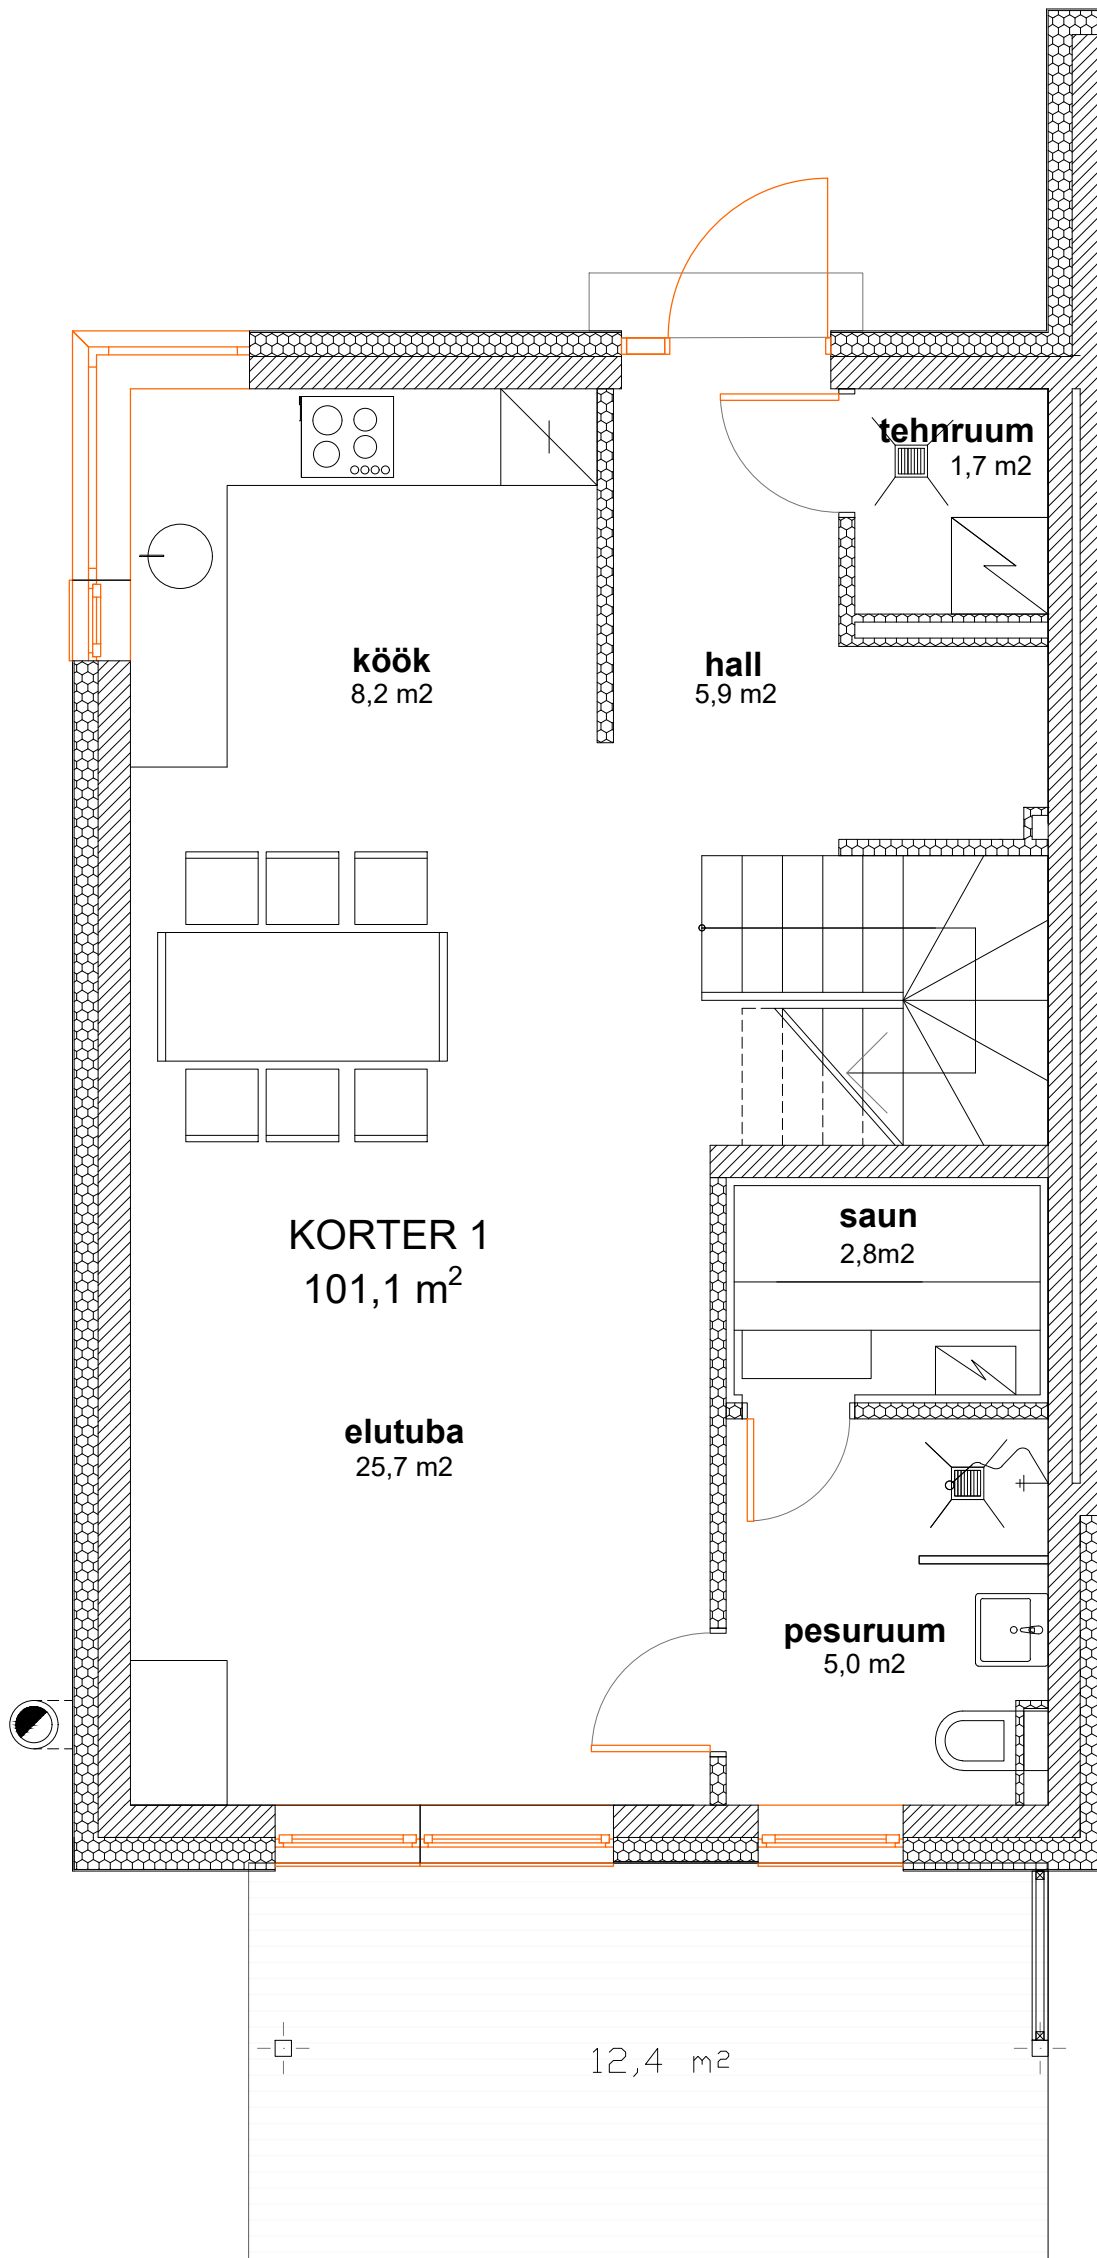 tehnruum
1,7 m2
köök
8,2 m2
hall
5,9 m2
KORTER 1
101,1 m²
saun
2,8m2
elutuba
25,7 m2
pesuruum
5,0 m2
12,4 m²